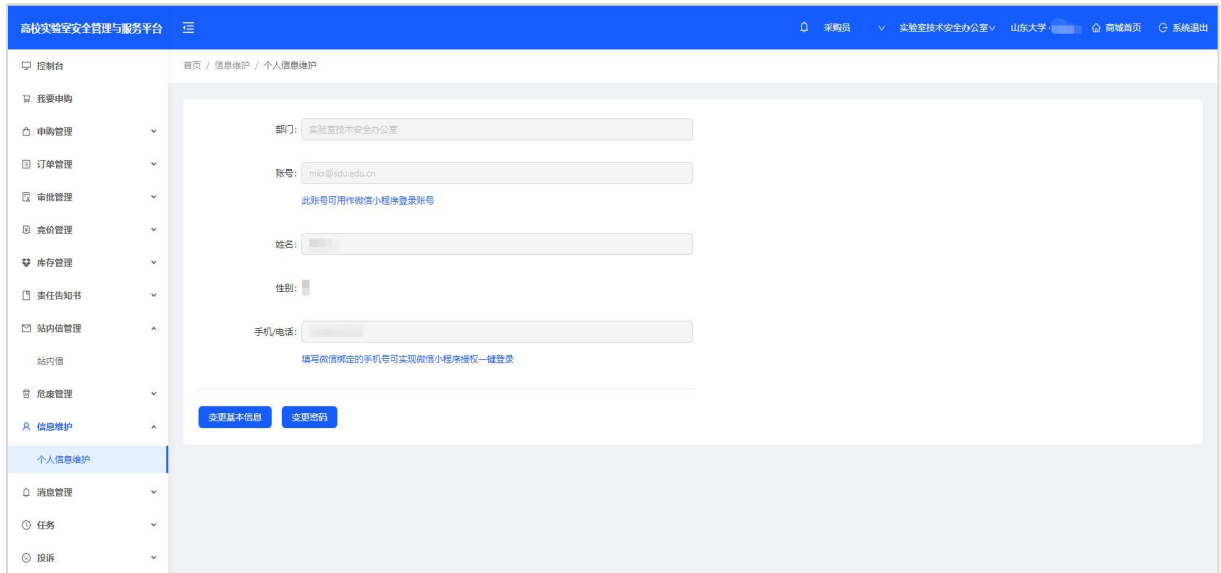 高校实验室安全管理与服务平台 采购员 实验室技术安全办公室 山东大学- 商城首页 系统退出
控制台
首页 / 信息维护 / 个人信息维护
我要申购
申购管理
订单管理
审批管理
竞价管理
库存管理
责任告知书
站内信管理
站内信
危废管理
信息维护
个人信息维护
消息管理
任务
投诉
部门: 实验室技术安全办公室
账号: mkx@sdu.edu.cn
此账号可用作微信小程序登录账号
姓名:
性别:
手机/电话:
填写微信绑定的手机号可实现微信小程序授权一键登录
变更基本信息 变更密码